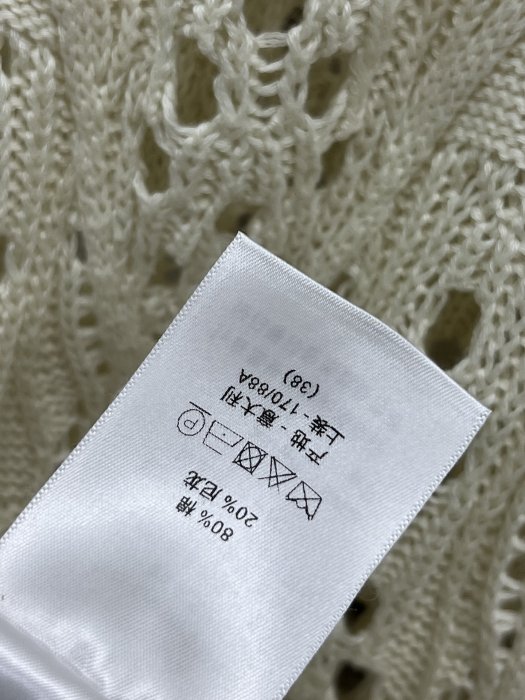 80% 棉
20% 尼龙
P
产地 - 意大利
上装 - 170/88A
(38)